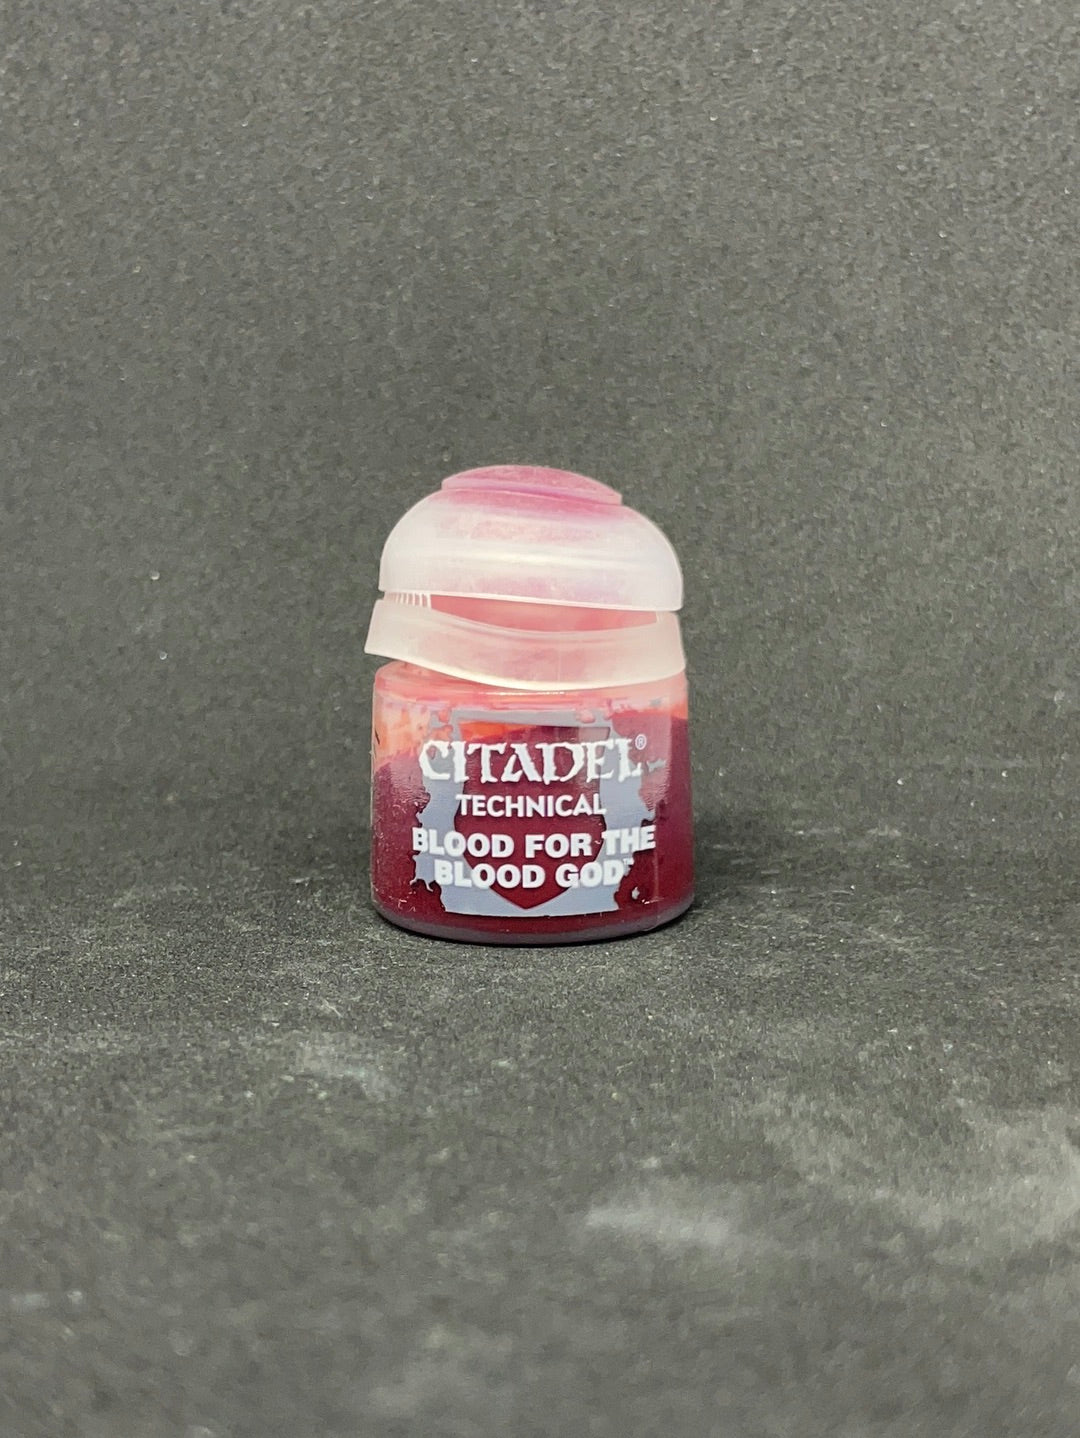 CITADEL®
TECHNICAL
BLOOD FOR THE
BLOOD GOD™